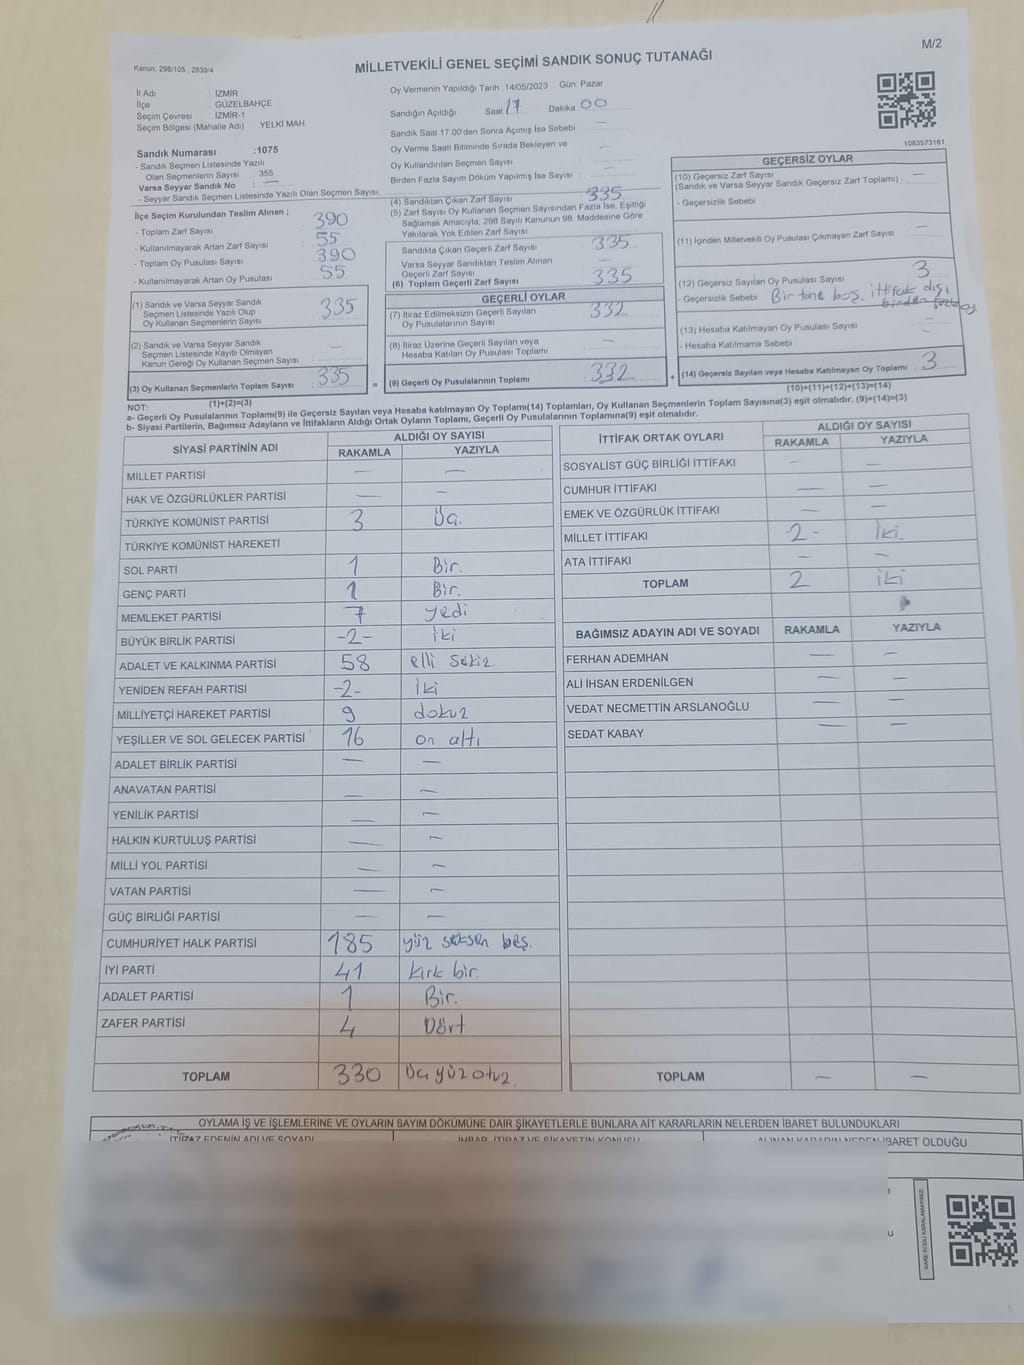 M/2
Kanun: 298/105 , 2839/4
MİLLETVEKİLİ GENEL SEÇİMİ SANDIK SONUÇ TUTANAĞI
İl Adı : İZMİR
İlçe : GÜZELBAHÇE
Seçim Çevresi : İZMİR-1
Seçim Bölgesi (Mahalle Adı) : YELKİ MAH.
Oy Vermenin Yapıldığı Tarih 14/05/2023 Gün: Pazar
Sandığın Açıldığı Saat 17 Dakika 00
Sandık Saat 17:00'den Sonra Açılmış İse Sebebi —
Oy Verme Saati Bitiminde Sırada Bekleyen ve
Oy Kullandırılan Seçmen Sayısı —
Birden Fazla Sayım Döküm Yapılmış İse Sayısı —
1083573161
Sandık Numarası :1075
- Sandık Seçmen Listesinde Yazılı
Olan Seçmenlerin Sayısı : 355
Varsa Seyyar Sandık No : —
- Seyyar Sandık Seçmen Listesinde Yazılı Olan Seçmen Sayısı :
İlçe Seçim Kurulundan Teslim Alınan ;
- Toplam Zarf Sayısı 390
- Kullanılmayarak Artan Zarf Sayısı 55
- Toplam Oy Pusulası Sayısı 390
- Kullanılmayarak Artan Oy Pusulası 55
(1) Sandık ve Varsa Seyyar Sandık
Seçmen Listesinde Yazılı Olup
Oy Kullanan Seçmenlerin Sayısı 335
(2) Sandık ve Varsa Seyyar Sandık
Seçmen Listesinde Kayıtlı Olmayan
Kanun Gereği Oy Kullanan Seçmen Sayısı —
(3) Oy Kullanan Seçmenlerin Toplam Sayısı 335
(1)+(2)=(3)
(4) Sandıktan Çıkan Zarf Sayısı 335
(5) Zarf Sayısı Oy Kullanan Seçmen Sayısından Fazla İse, Eşitliği
Sağlamak Amacıyla; 298 Sayılı Kanunun 98. Maddesine Göre
Yakılarak Yok Edilen Zarf Sayısı —
Sandıkta Çıkan Geçerli Zarf Sayısı 335
Varsa Seyyar Sandıktan Teslim Alınan
Geçerli Zarf Sayısı —
(6) Toplam Geçerli Zarf Sayısı 335
GEÇERLİ OYLAR
(7) İtiraz Edilmeksizin Geçerli Sayılan
Oy Pusulalarının Sayısı 332
(8) İtiraz Üzerine Geçerli Sayılan veya
Hesaba Katılan Oy Pusulası Toplamı —
= (9) Geçerli Oy Pusulalarının Toplamı 332 +
GEÇERSİZ OYLAR
(10) Geçersiz Zarf Sayısı —
(Sandık ve Varsa Seyyar Sandık Geçersiz Zarf Toplamı)
- Geçersizlik Sebebi
(11) İçinden Milletvekili Oy Pusulası Çıkmayan Zarf Sayısı —
(12) Geçersiz Sayılan Oy Pusulası Sayısı 3
- Geçersizlik Sebebi Bir tane boş, ittifak dışı
birden fazla oy
(13) Hesaba Katılmayan Oy Pusulası Sayısı —
- Hesaba Katılmama Sebebi —
(14) Geçersiz Sayılan veya Hesaba Katılmayan Oy Toplamı 3
(10)+(11)+(12)+(13)=(14)
NOT:
a- Geçerli Oy Pusulalarının Toplamı(9) ile Geçersiz Sayılan veya Hesaba katılmayan Oy Toplamı(14) Toplamları, Oy Kullanan Seçmenlerin Toplam Sayısına(3) eşit olmalıdır. (9)+(14)=(3)
b- Siyasi Partilerin, Bağımsız Adayların ve İttifakların Aldığı Ortak Oyların Toplamı, Geçerli Oy Pusulalarının Toplamına(9) eşit olmalıdır.
SİYASİ PARTİNİN ADI ALDIĞI OY SAYISI
RAKAMLA YAZIYLA
MİLLET PARTİSİ — —
HAK VE ÖZGÜRLÜKLER PARTİSİ — —
TÜRKİYE KOMÜNİST PARTİSİ 3 Üç.
TÜRKİYE KOMÜNİST HAREKETİ
SOL PARTİ 1 Bir.
GENÇ PARTİ 1 Bir.
MEMLEKET PARTİSİ 7 yedi
BÜYÜK BİRLİK PARTİSİ -2- İki
ADALET VE KALKINMA PARTİSİ 58 elli sekiz
YENİDEN REFAH PARTİSİ -2- iki
MİLLİYETÇİ HAREKET PARTİSİ 9 dokuz
YEŞİLLER VE SOL GELECEK PARTİSİ 16 on altı
ADALET BİRLİK PARTİSİ — —
ANAVATAN PARTİSİ — —
YENİLİK PARTİSİ — —
HALKIN KURTULUŞ PARTİSİ — —
MİLLİ YOL PARTİSİ — —
VATAN PARTİSİ — —
GÜÇ BİRLİĞİ PARTİSİ — —
CUMHURİYET HALK PARTİSİ 185 yüz seksen beş.
İYİ PARTİ 41 kırk bir.
ADALET PARTİSİ 1 Bir.
ZAFER PARTİSİ 4 Dört
TOPLAM 330 Üçyüz otuz.
İTTİFAK ORTAK OYLARI ALDIĞI OY SAYISI
RAKAMLA YAZIYLA
SOSYALİST GÜÇ BİRLİĞİ İTTİFAKI — —
CUMHUR İTTİFAKI — —
EMEK VE ÖZGÜRLÜK İTTİFAKI — —
MİLLET İTTİFAKI -2- İki.
ATA İTTİFAKI — —
TOPLAM 2 iki
BAĞIMSIZ ADAYIN ADI VE SOYADI RAKAMLA YAZIYLA
FERHAN ADEMHAN — —
ALİ İHSAN ERDENİLGEN — —
VEDAT NECMETTİN ARSLANOĞLU — —
SEDAT KABAY — —
TOPLAM — —
OYLAMA İŞ VE İŞLEMLERİNE VE OYLARIN SAYIM DÖKÜMÜNE DAİR ŞİKAYETLERLE BUNLARA AİT KARARLARIN NELERDEN İBARET BULUNDUKLARI
İTİRAZ EDENİN ADI VE SOYADI İHBAR, İTİRAZ VE ŞİKAYETİN KONUSU ALINAN KARARIN NEDEN İBARET OLDUĞU
KARE KODU KARALAMAYINIZ!